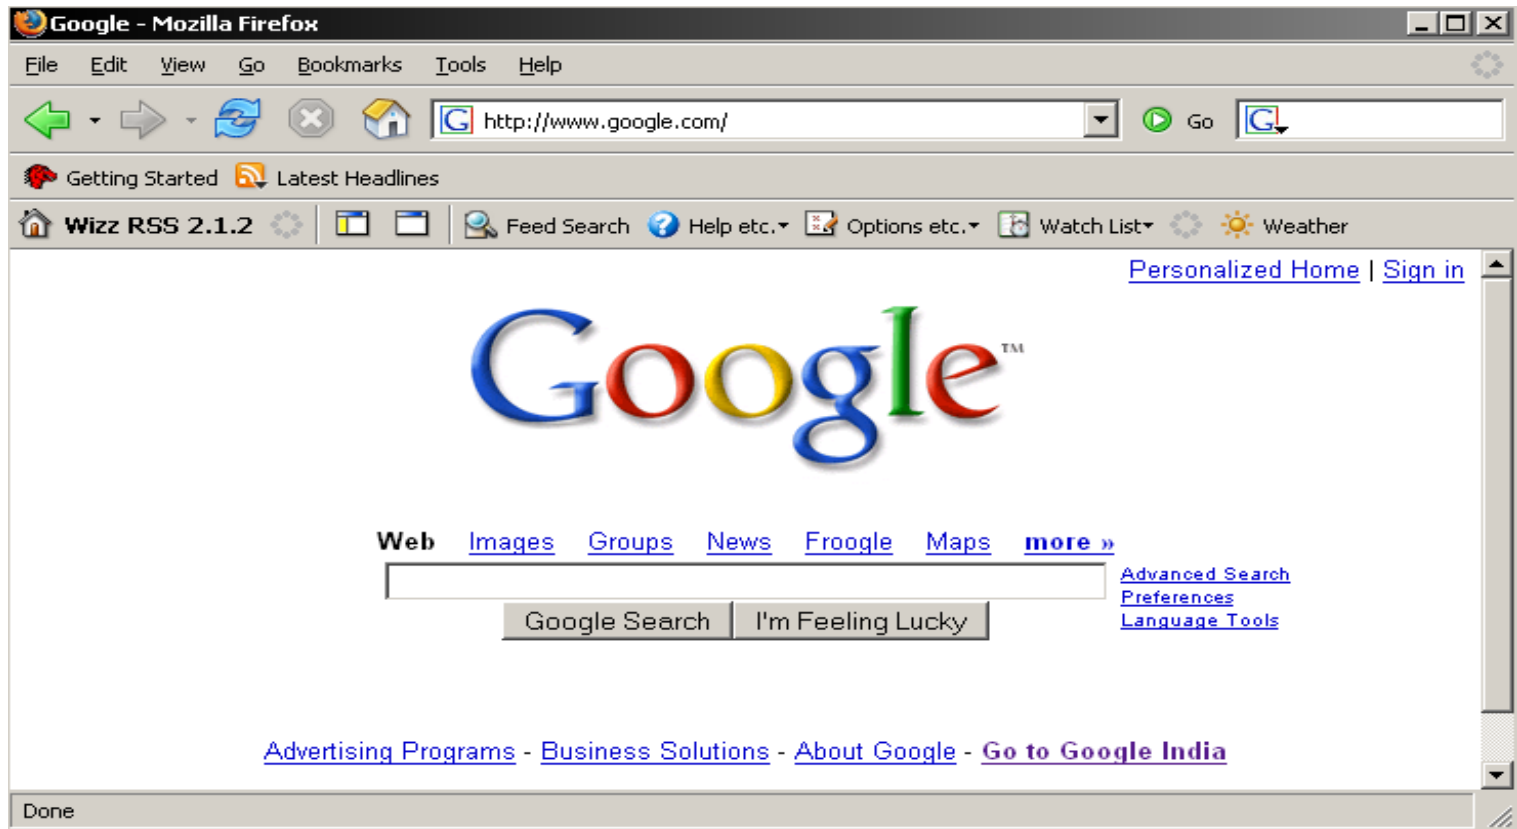 Google - Mozilla Firefox
File Edit View Go Bookmarks Tools Help
G http://www.google.com/ Go G
Getting Started Latest Headlines
Wizz RSS 2.1.2 Feed Search Help etc. Options etc. Watch List Weather
Personalized Home | Sign in
Google™
Web Images Groups News Froogle Maps more »
Advanced Search
Preferences
Google Search I'm Feeling Lucky Language Tools
Advertising Programs - Business Solutions - About Google - Go to Google India
Done